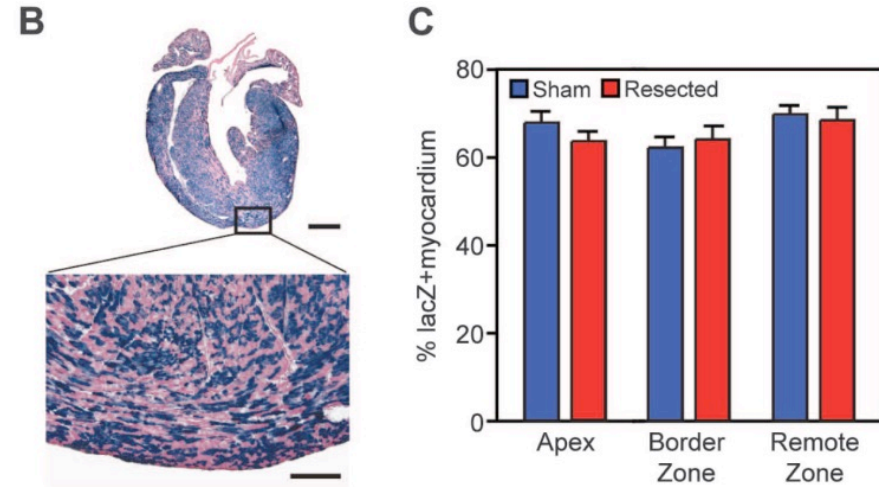 B
C
% lacZ+myocardium
80
60
40
20
0
Sham Resected
Apex
Border
Zone
Remote
Zone